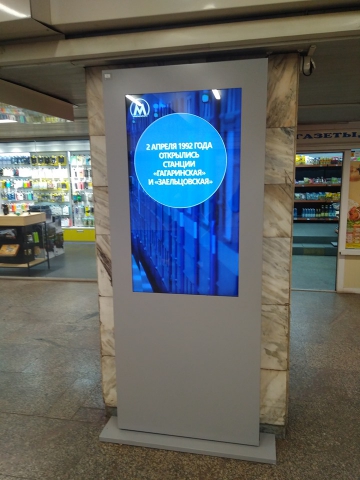 М
2 АПРЕЛЯ 1992 ГОДА
ОТКРЫЛИСЬ
СТАНЦИИ
«ГАГАРИНСКАЯ»
И «ЗАЕЛЬЦОВСКАЯ»
ГАЗЕТЫ